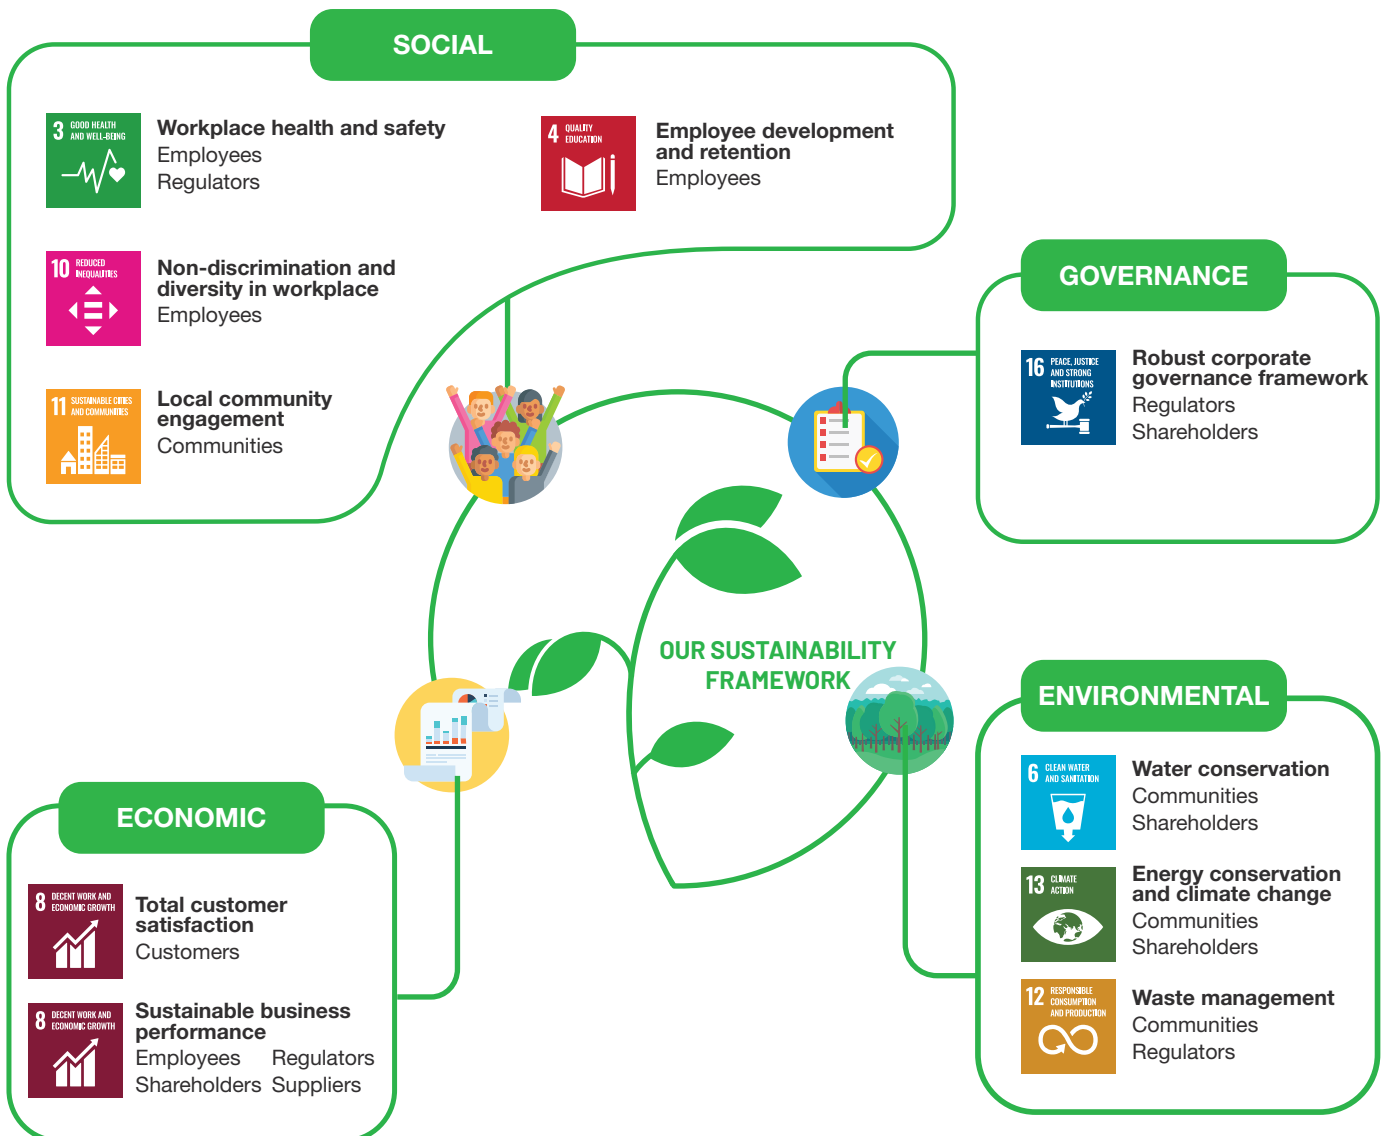 SOCIAL
3 GOOD HEALTH
AND WELL-BEING
Workplace health and safety
Employees
Regulators
4 QUALITY
EDUCATION
Employee development
and retention
Employees
10 REDUCED
INEQUALITIES
Non-discrimination and
diversity in workplace
Employees
11 SUSTAINABLE CITIES
AND COMMUNITIES
Local community
engagement
Communities
GOVERNANCE
16 PEACE, JUSTICE
AND STRONG
INSTITUTIONS
Robust corporate
governance framework
Regulators
Shareholders
OUR SUSTAINABILITY
FRAMEWORK
ECONOMIC
8 DECENT WORK AND
ECONOMIC GROWTH
Total customer
satisfaction
Customers
8 DECENT WORK AND
ECONOMIC GROWTH
Sustainable business
performance
Employees Regulators
Shareholders Suppliers
ENVIRONMENTAL
6 CLEAN WATER
AND SANITATION
Water conservation
Communities
Shareholders
13 CLIMATE
ACTION
Energy conservation
and climate change
Communities
Shareholders
12 RESPONSIBLE
CONSUMPTION
AND PRODUCTION
Waste management
Communities
Regulators